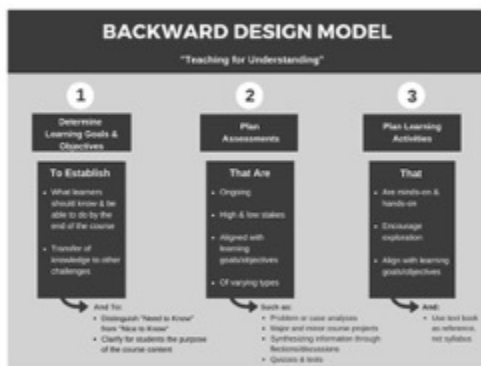 BACKWARD DESIGN MODEL
"Teaching for Understanding"
1
Determine
Learning Goals &
Objectives
To Establish
• What learners
should know & be
able to do by the
end of the course
• Transfer of
knowledge to other
challenges
And To:
• Distinguish "Need to Know"
from "Nice to Know"
• Clarify for students the purpose
of the course content
2
Plan
Assessments
That Are
• Ongoing
• High & low stakes
• Aligned with
learning
goals/objectives
• Of varying types
Such as:
• Problem or case analyses
• Major and minor course projects
• Synthesizing information through
• Quizzes & tests
3
Plan Learning
Activities
That
• Are minds-on &
hands-on
• Encourage
exploration
• Align with learning
goals/objectives
And:
• Use text book
as reference,
not syllabus